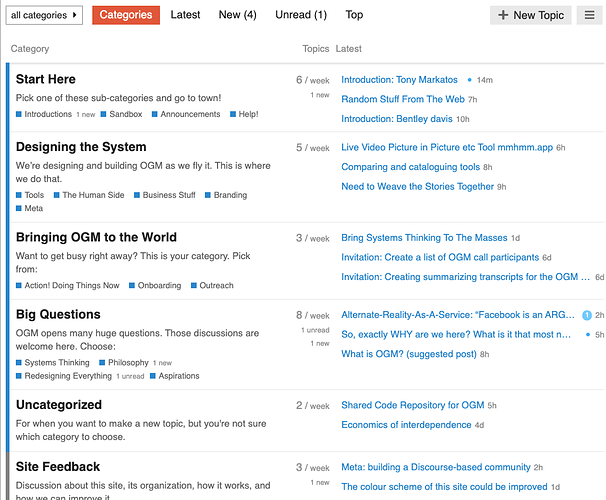 all categories Categories Latest New (4) Unread (1) Top + New Topic
Category Topics Latest
Start Here 6 / week Introduction: Tony Markatos 14m
Pick one of these sub-categories and go to town! 1 new Random Stuff From The Web 7h
Introductions 1 new Sandbox Announcements Help! Introduction: Bentley davis 10h
Designing the System 5 / week Live Video Picture in Picture etc Tool mmhmm.app 6h
We're designing and building OGM as we fly it. This is where Comparing and cataloguing tools 8h
we do that.
Tools The Human Side Business Stuff Branding Need to Weave the Stories Together 9h
Meta
Bringing OGM to the World 3 / week Bring Systems Thinking To The Masses 1d
Want to get busy right away? This is your category. Pick Invitation: Create a list of OGM call participants 6d
from: Invitation: Creating summarizing transcripts for the OGM ... 6d
Action! Doing Things Now Onboarding Outreach
Big Questions 8 / week Alternate-Reality-As-A-Service: “Facebook is an ARG... 1 2h
OGM opens many huge questions. Those discussions are 1 unread So, exactly WHY are we here? What is it that most n... 5h
welcome here. Choose: 1 new What is OGM? (suggested post) 8h
Systems Thinking Philosophy 1 new
Redesigning Everything 1 unread Aspirations
Uncategorized 2 / week Shared Code Repository for OGM 5h
For when you want to make a new topic, but you're not sure Economics of interdependence 4d
which category to choose.
Site Feedback 3 / week Meta: building a Discourse-based community 2h
Discussion about this site, its organization, how it works, and 1 new The colour scheme of this site could be improved 1d
how we can improve it.